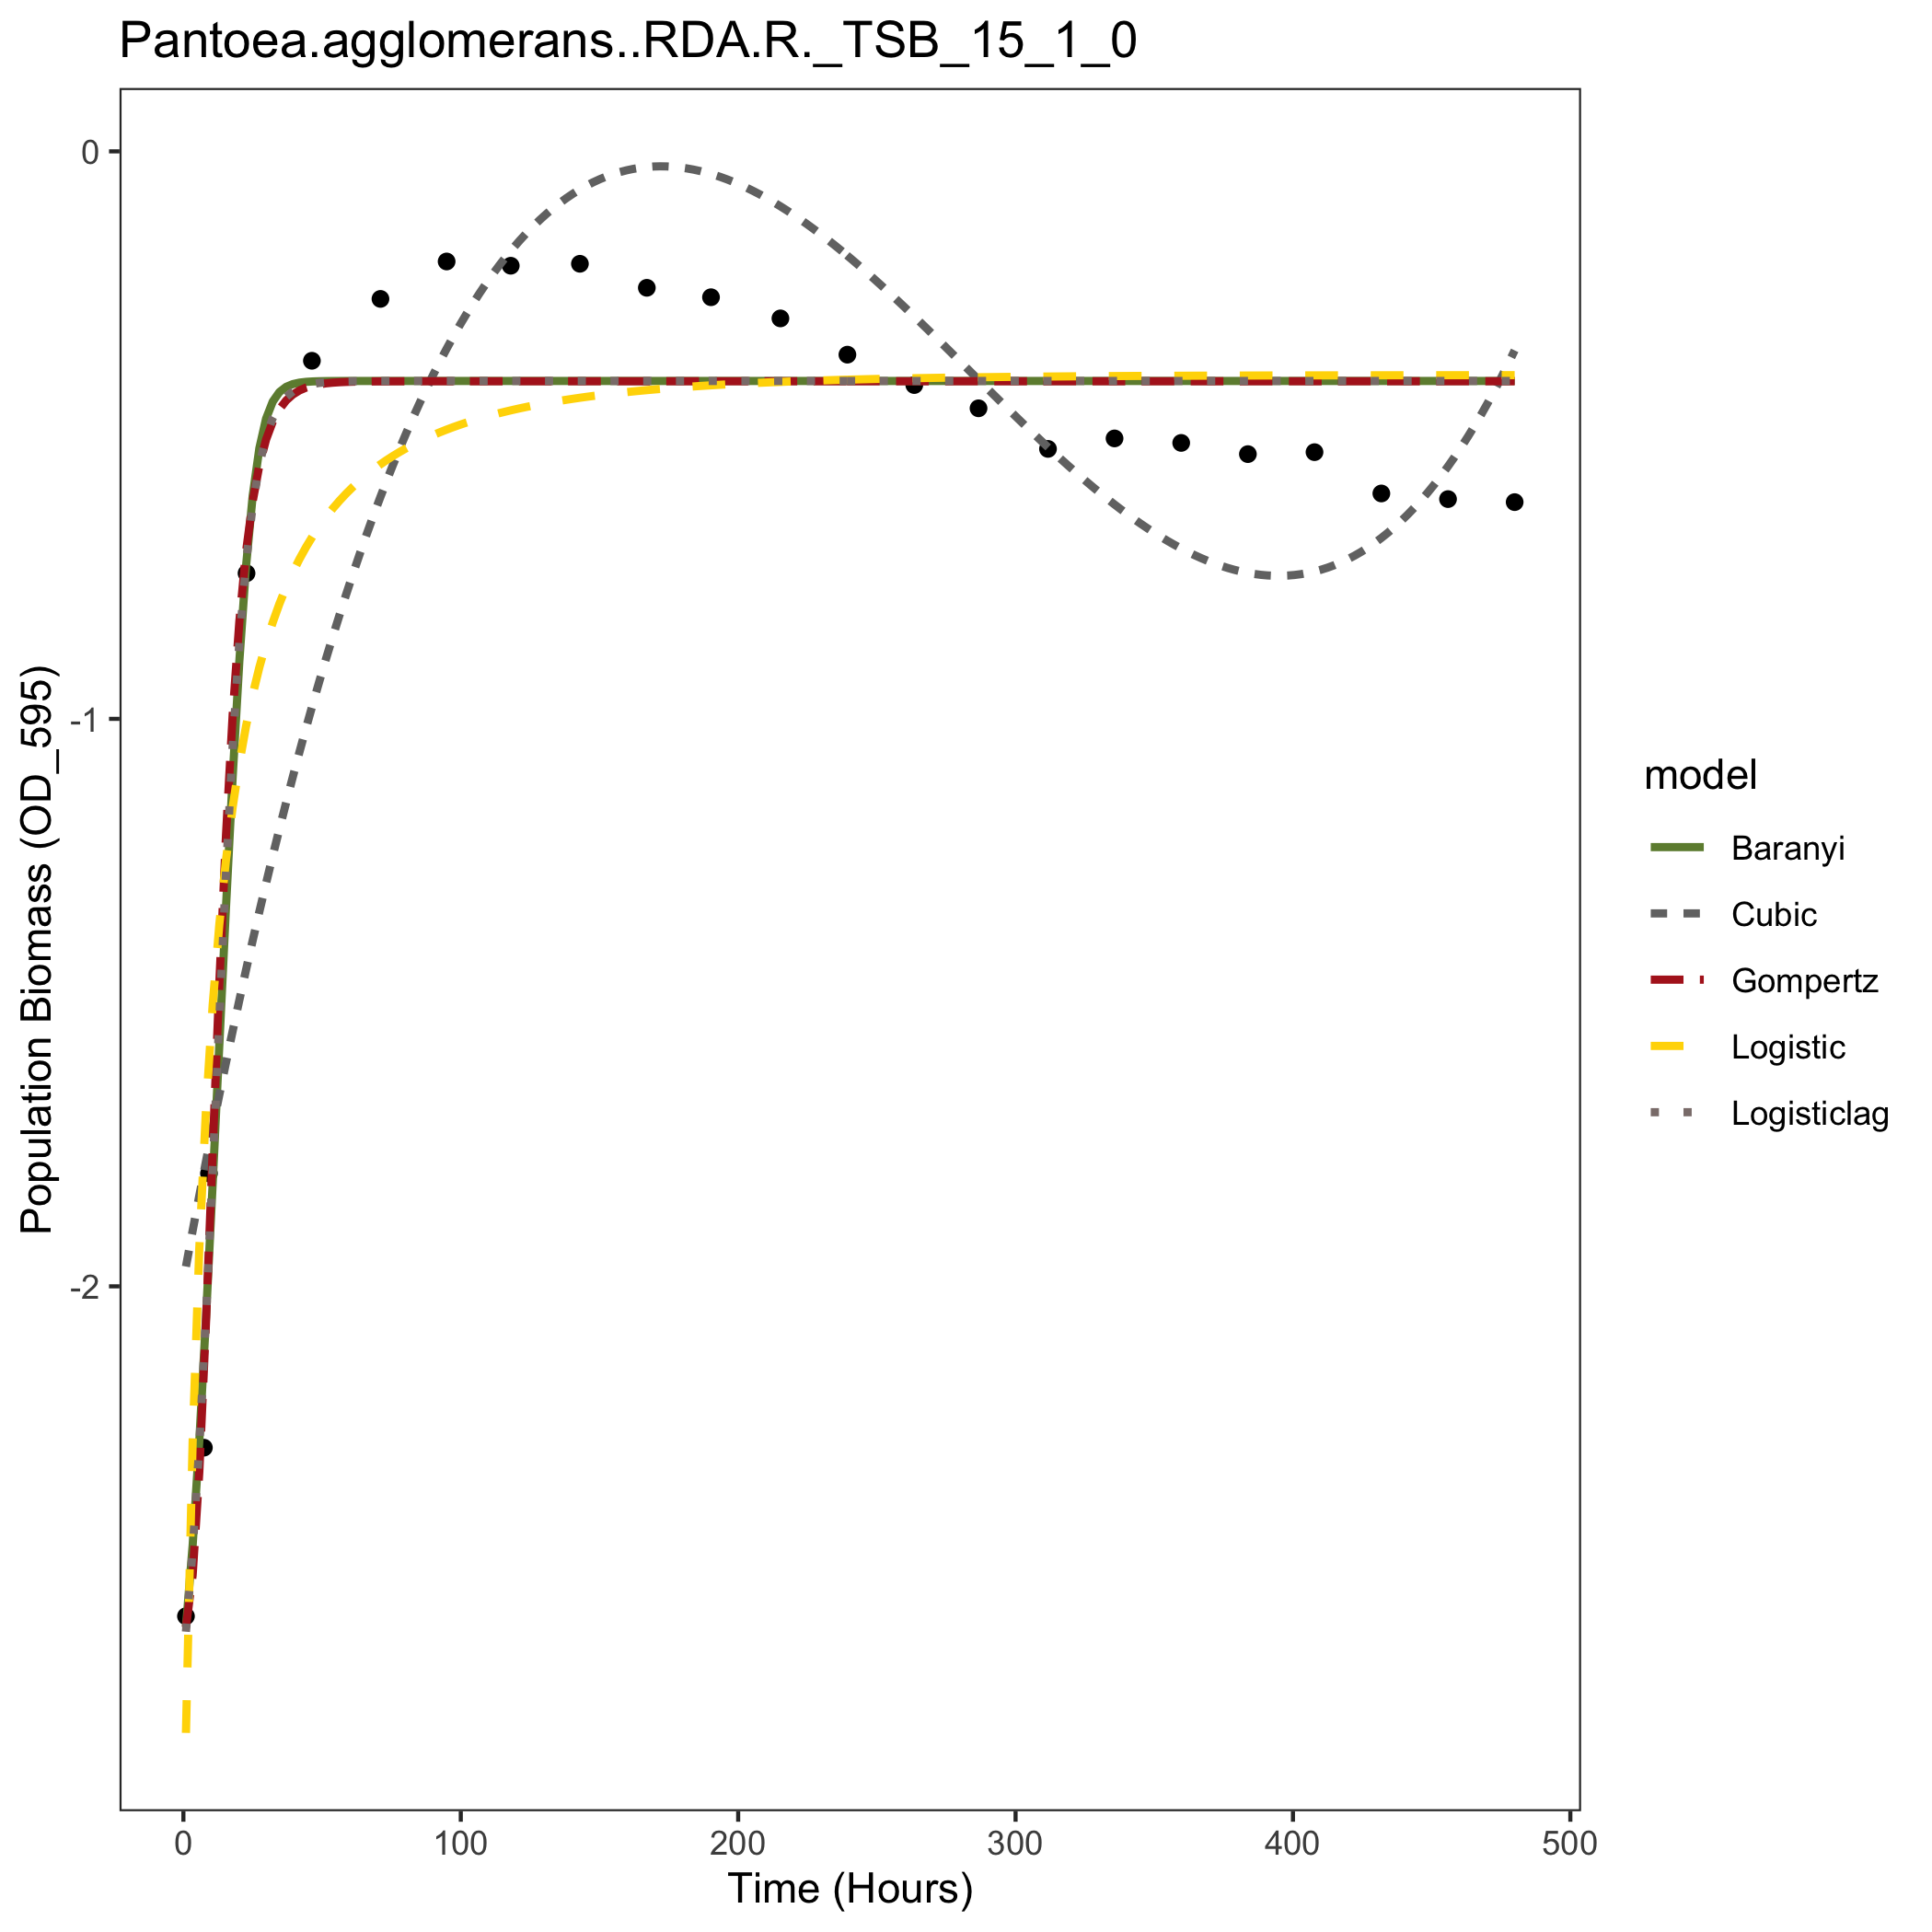 Pantoea.agglomerans..RDA.R._TSB_15_1_0
Population Biomass (OD_595)
0
-1
-2
0 100 200 300 400 500
Time (Hours)
model
Baranyi
Cubic
Gompertz
Logistic
Logisticlag